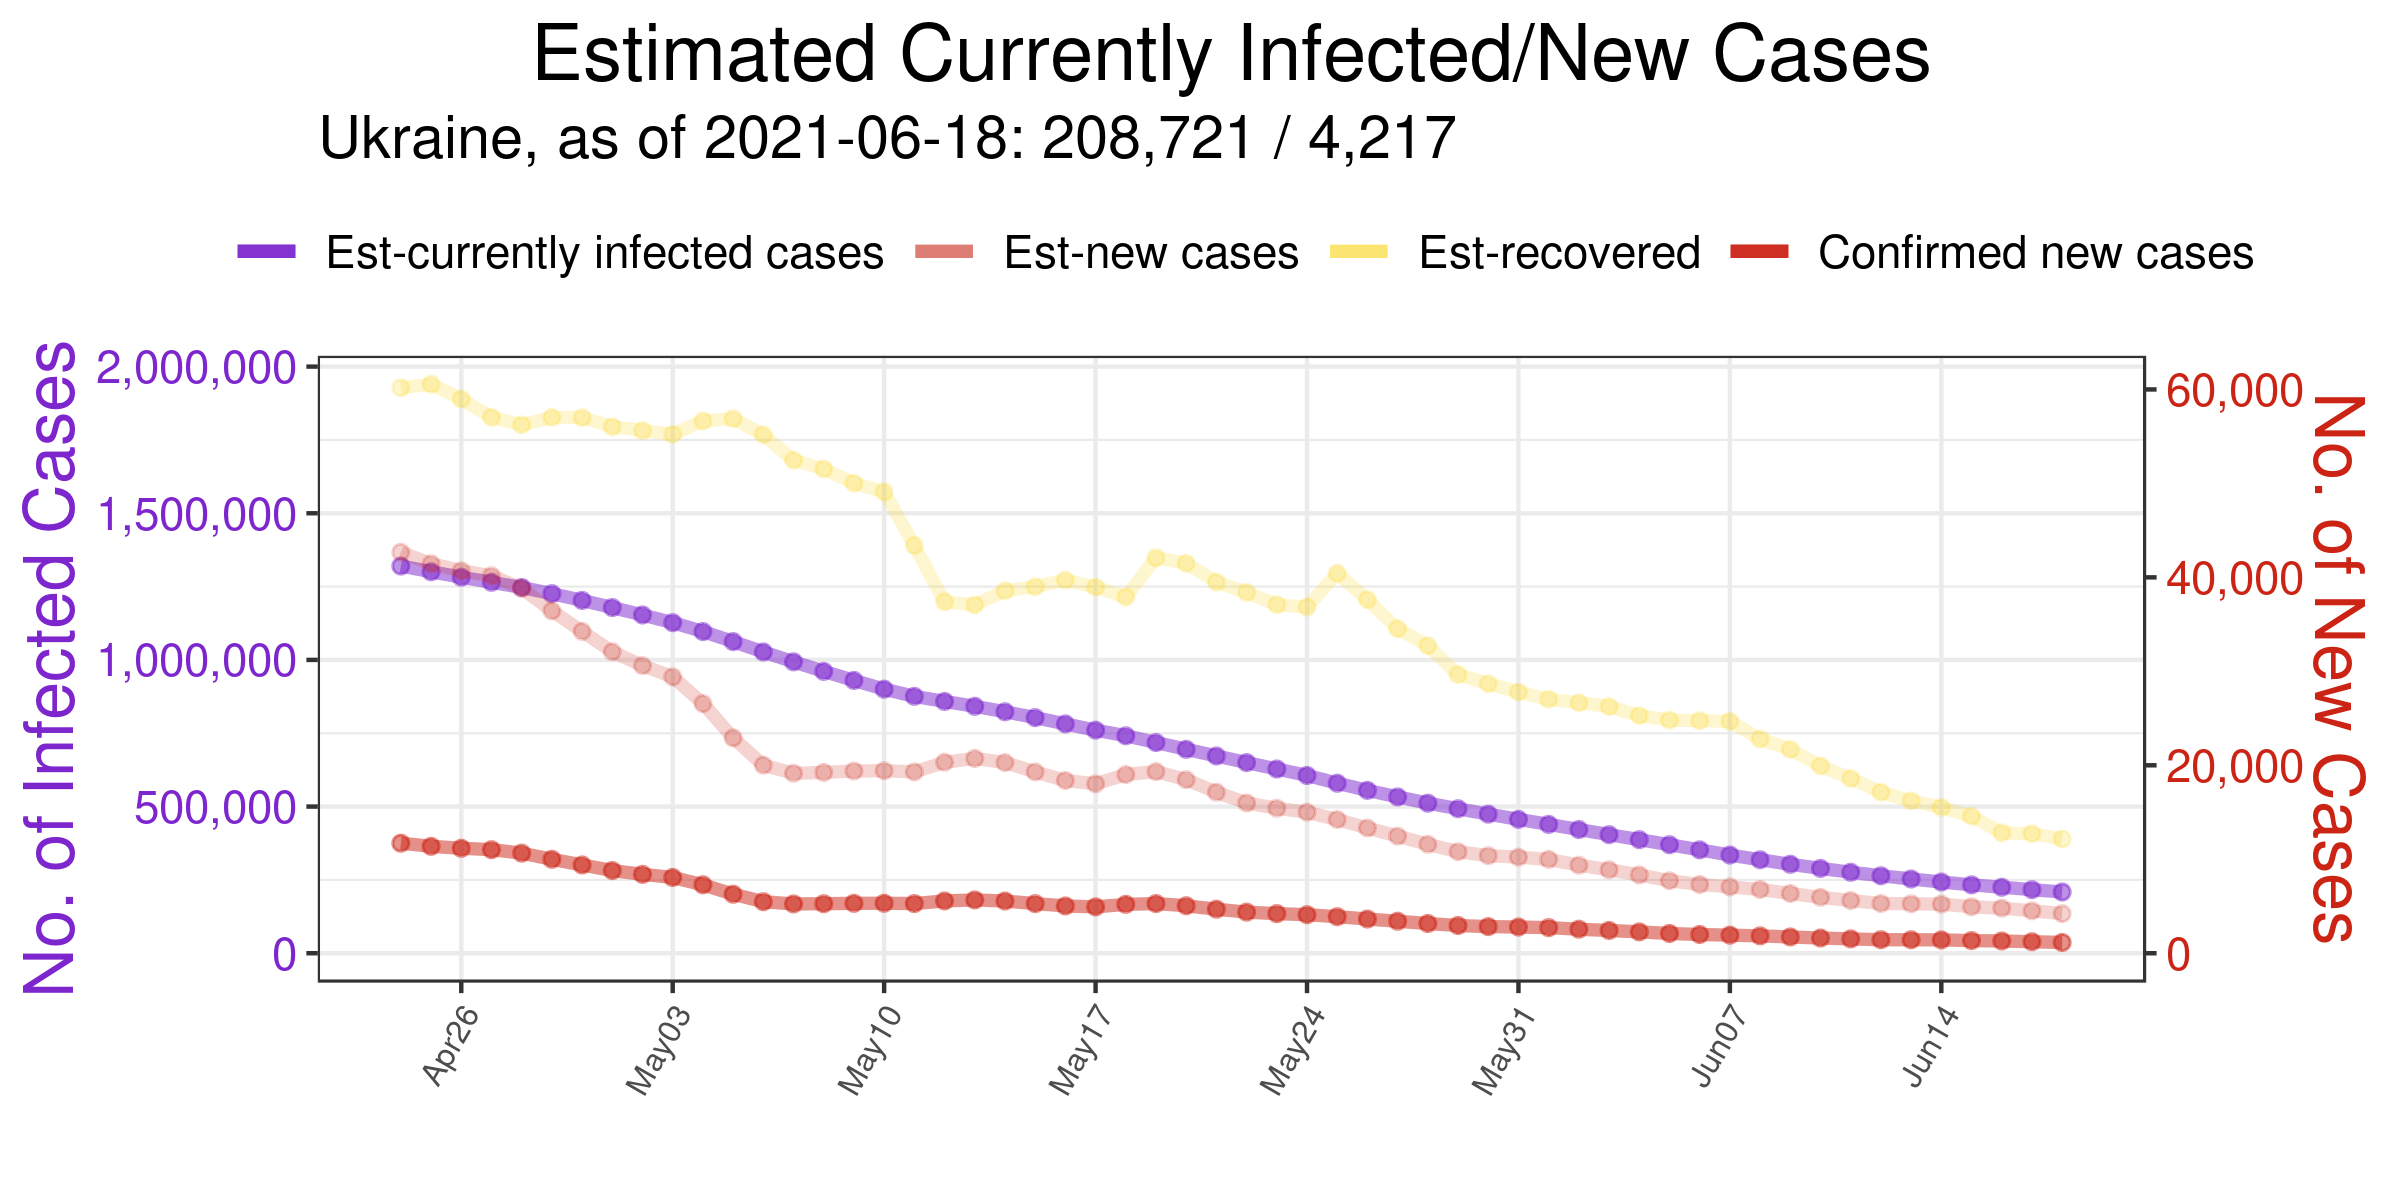 Estimated Currently Infected/New Cases
Ukraine, as of 2021-06-18: 208,721 / 4,217
Est-currently infected cases Est-new cases Est-recovered Confirmed new cases
No. of Infected Cases
2,000,000
1,500,000
1,000,000
500,000
0
60,000
40,000
20,000
0
No. of New Cases
Apr26 May03 May10 May17 May24 May31 Jun07 Jun14